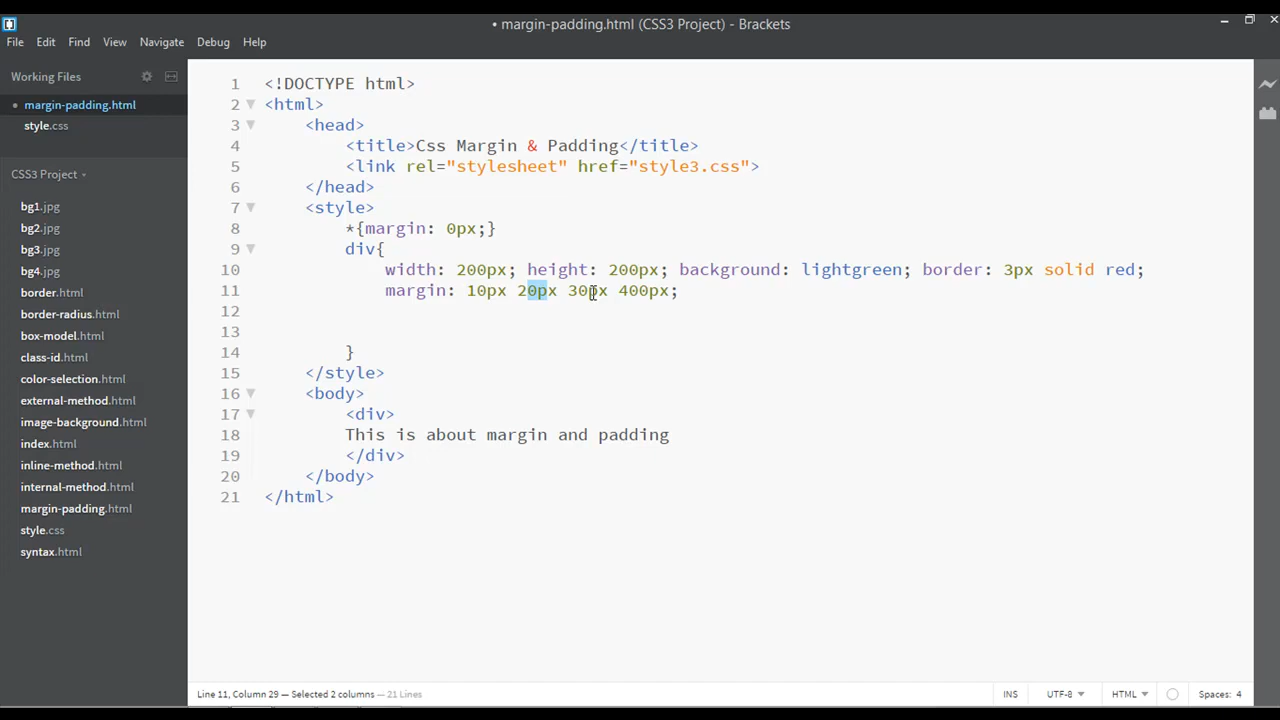 • margin-padding.html (CSS3 Project) - Brackets
File Edit Find View Navigate Debug Help
Working Files
• margin-padding.html
style.css
CSS3 Project
bg1.jpg
bg2.jpg
bg3.jpg
bg4.jpg
border.html
border-radius.html
box-model.html
class-id.html
color-selection.html
external-method.html
image-background.html
index.html
inline-method.html
internal-method.html
margin-padding.html
style.css
syntax.html
1 <!DOCTYPE html>
2 <html>
3 <head>
4 <title>Css Margin & Padding</title>
5 <link rel="stylesheet" href="style3.css">
6 </head>
7 <style>
8 *{margin: 0px;}
9 div{
10 width: 200px; height: 200px; background: lightgreen; border: 3px solid red;
11 margin: 10px 20px 30px 400px;
12
13
14 }
15 </style>
16 <body>
17 <div>
18 This is about margin and padding
19 </div>
20 </body>
21 </html>
Line 11, Column 29 — Selected 2 columns — 21 Lines
INS UTF-8 HTML Spaces: 4